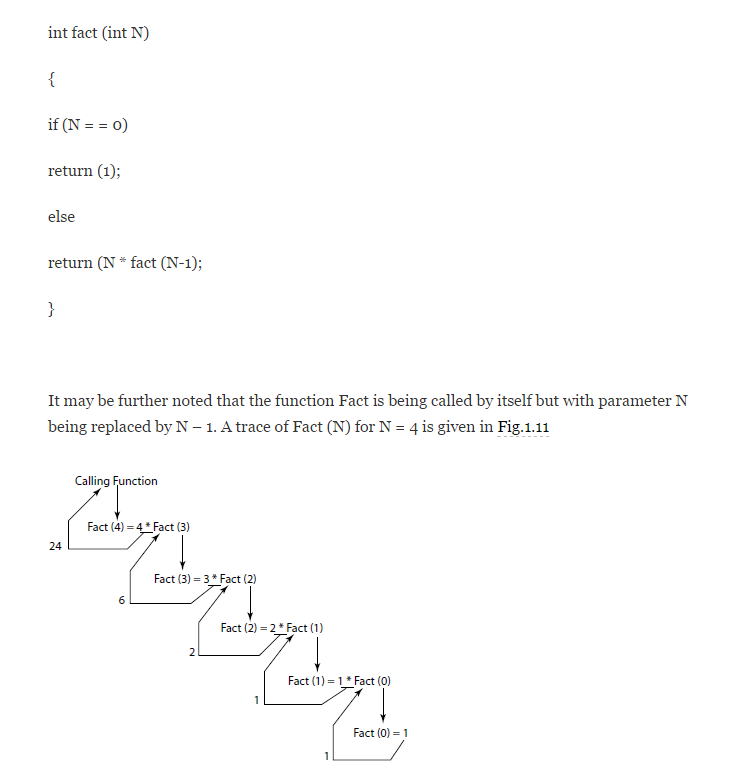 int fact (int N)
{
if (N = = 0)
return (1);
else
return (N * fact (N-1);
}
It may be further noted that the function Fact is being called by itself but with parameter N
being replaced by N – 1. A trace of Fact (N) for N = 4 is given in Fig.1.11
Calling Function
Fact (4) = 4 * Fact (3)
24
Fact (3) = 3 * Fact (2)
6
Fact (2) = 2 * Fact (1)
2
Fact (1) = 1 * Fact (0)
1
Fact (0) = 1
1